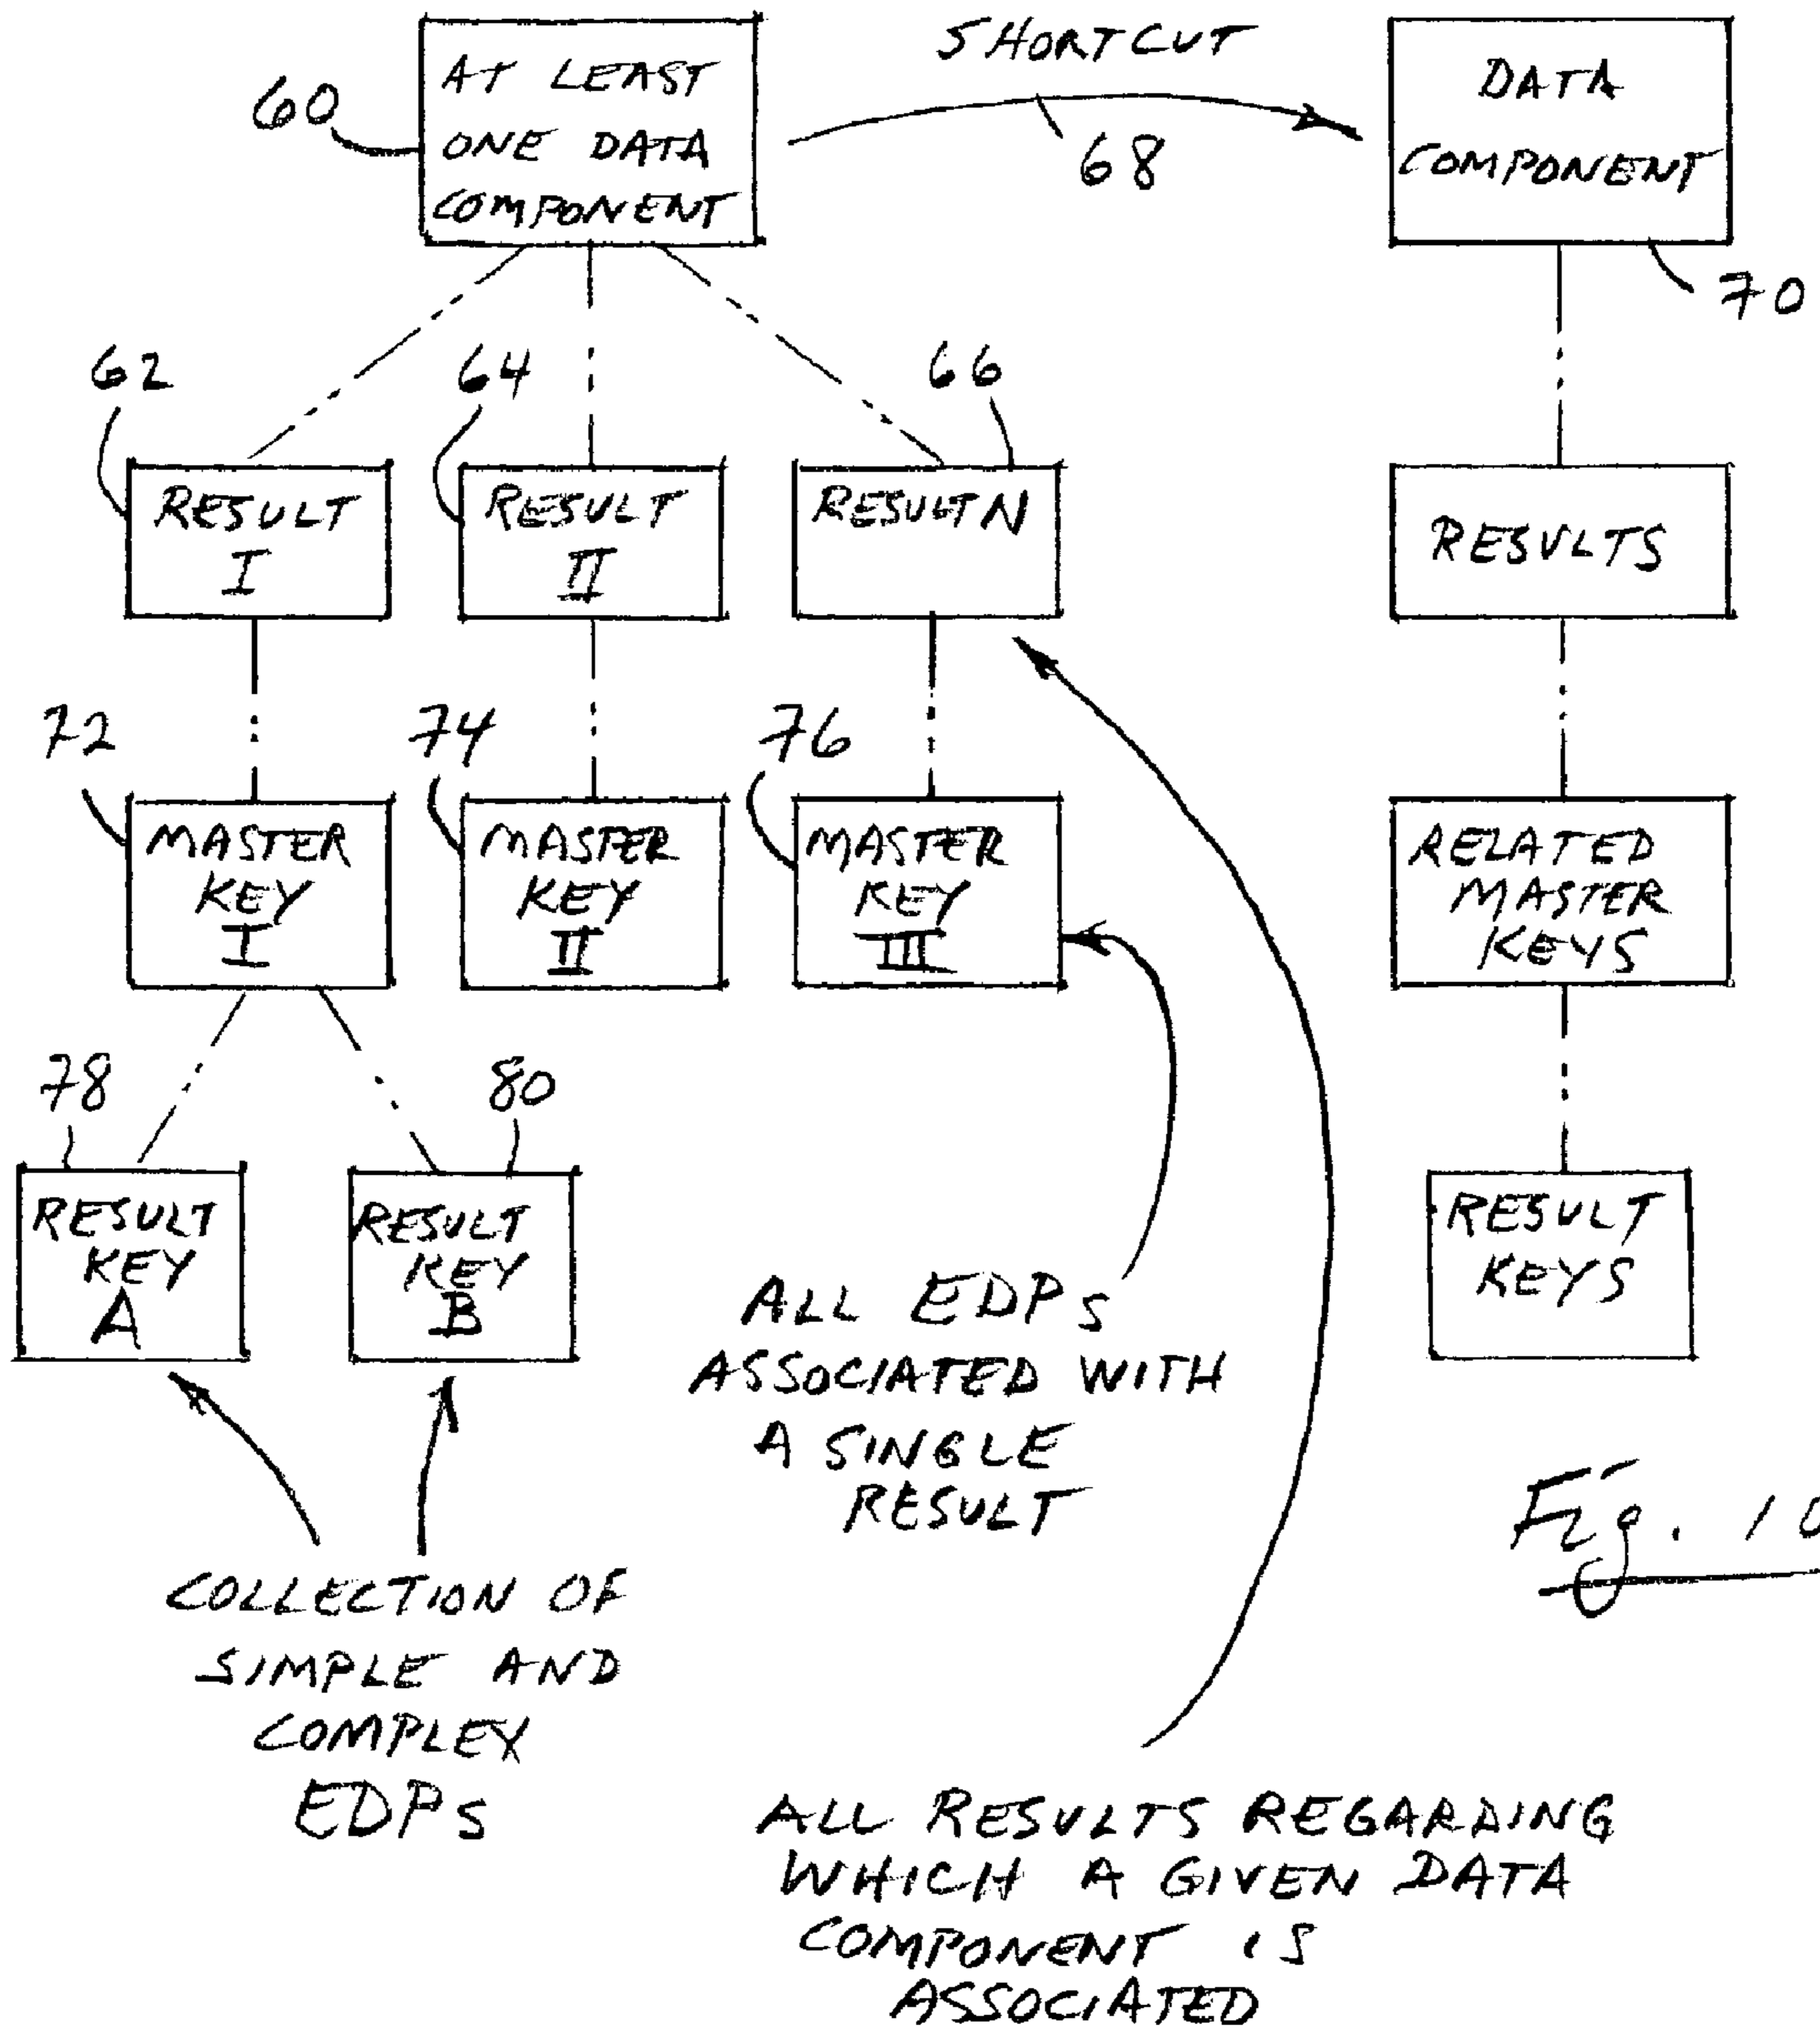 AT LEAST
ONE DATA
COMPONENT
60
SHORTCUT
68
DATA
COMPONENT
70
62
64
66
RESULT
I
RESULT
II
RESULT N
RESULTS
72
74
76
MASTER
KEY
I
MASTER
KEY
II
MASTER
KEY
III
RELATED
MASTER
KEYS
78
80
RESULT
KEY
A
RESULT
KEY
B
RESULT
KEYS
ALL EDPs
ASSOCIATED WITH
A SINGLE
RESULT
COLLECTION OF
SIMPLE AND
COMPLEX
EDPs
ALL RESULTS REGARDING
WHICH A GIVEN DATA
COMPONENT IS
ASSOCIATED
Fig. 10